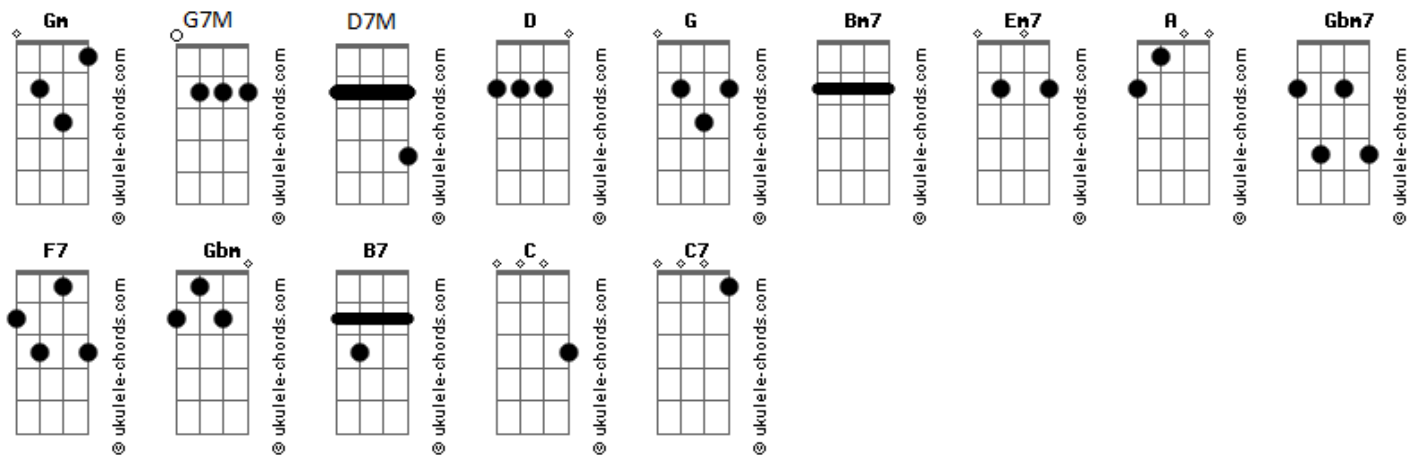 Gm G7M D7M D G Bm7 Em7 A Gbm7
© ukulele-chords.com © ukulele-chords.com © ukulele-chords.com © ukulele-chords.com © ukulele-chords.com © ukulele-chords.com © ukulele-chords.com © ukulele-chords.com © ukulele-chords.com
F7 Gbm B7 C C7
© ukulele-chords.com © ukulele-chords.com © ukulele-chords.com © ukulele-chords.com © ukulele-chords.com